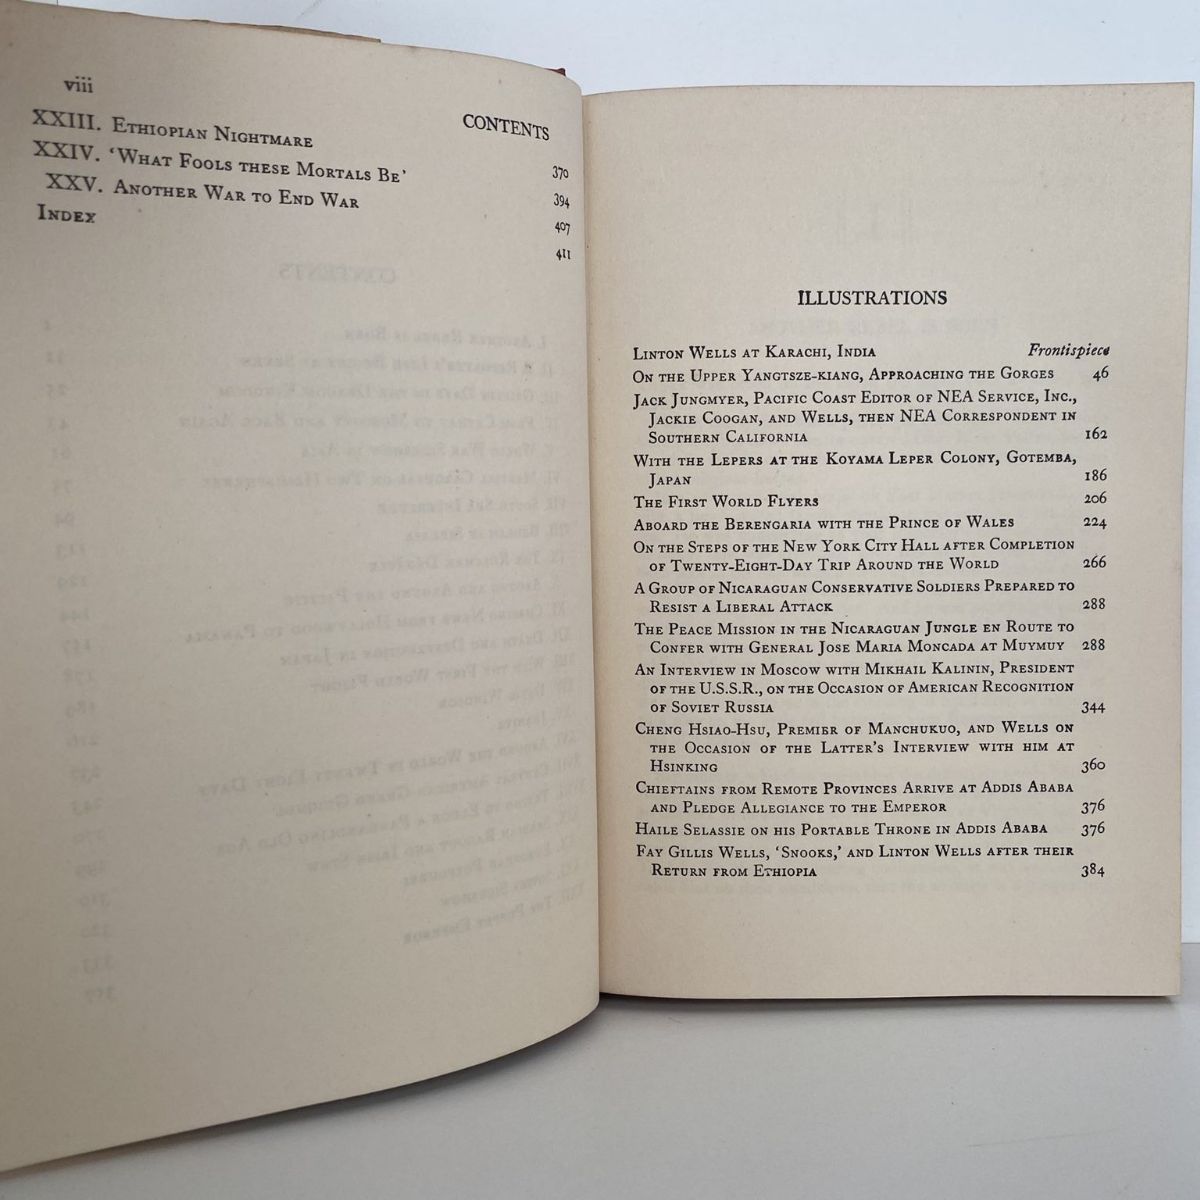 viii
CONTENTS
XXIII. Ethiopian Nightmare 370
XXIV. ‘What Fools these Mortals Be’ 394
XXV. Another War to End War 407
Index 411
ILLUSTRATIONS
Linton Wells at Karachi, India Frontispiece
On the Upper Yangtsze-kiang, Approaching the Gorges 46
Jack Jungmyer, Pacific Coast Editor of NEA Service, Inc.,
Jackie Coogan, and Wells, then NEA Correspondent in
Southern California 162
With the Lepers at the Koyama Leper Colony, Gotemba,
Japan 186
The First World Flyers 206
Aboard the Berengaria with the Prince of Wales 224
On the Steps of the New York City Hall after Completion
of Twenty-Eight-Day Trip Around the World 266
A Group of Nicaraguan Conservative Soldiers Prepared to
Resist a Liberal Attack 288
The Peace Mission in the Nicaraguan Jungle en Route to
Confer with General Jose Maria Moncada at Muymuy 288
An Interview in Moscow with Mikhail Kalinin, President
of the U.S.S.R., on the Occasion of American Recognition
of Soviet Russia 344
Cheng Hsiao-Hsu, Premier of Manchukuo, and Wells on
the Occasion of the Latter’s Interview with him at
Hsinking 360
Chieftains from Remote Provinces Arrive at Addis Ababa
and Pledge Allegiance to the Emperor 376
Haile Selassie on his Portable Throne in Addis Ababa 376
Fay Gillis Wells, ‘Snooks,’ and Linton Wells after their
Return from Ethiopia 384